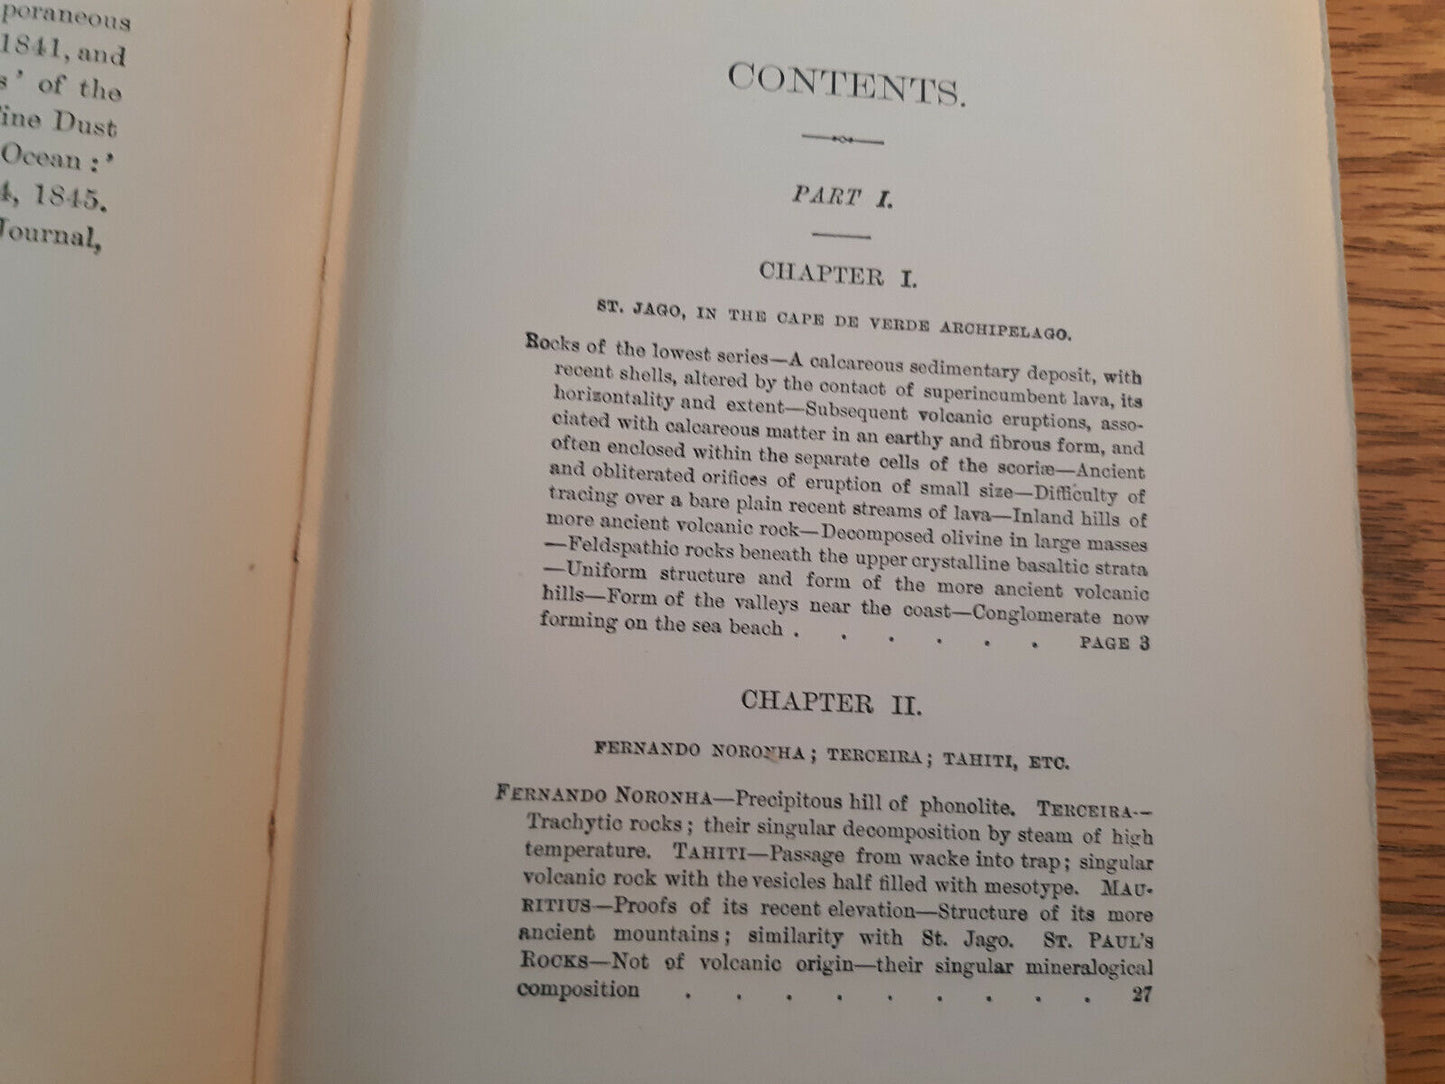 poraneous
1841, and
s' of the
ine Dust
Ocean:'
4, 1845.
Journal,
CONTENTS.
PART I.
CHAPTER I.
ST. JAGO, IN THE CAPE DE VERDE ARCHIPELAGO.
Rocks of the lowest series—A calcareous sedimentary deposit, with
recent shells, altered by the contact of superincumbent lava, its
horizontality and extent—Subsequent volcanic eruptions, asso-
ciated with calcareous matter in an earthy and fibrous form, and
often enclosed within the separate cells of the scoriæ—Ancient
and obliterated orifices of eruption of small size—Difficulty of
tracing over a bare plain recent streams of lava—Inland hills of
more ancient volcanic rock—Decomposed olivine in large masses
—Feldspathic rocks beneath the upper crystalline basaltic strata
—Uniform structure and form of the more ancient volcanic
hills—Form of the valleys near the coast—Conglomerate now
forming on the sea beach . . . . . . PAGE 3
CHAPTER II.
FERNANDO NORONHA; TERCEIRA; TAHITI, ETC.
FERNANDO NORONHA—Precipitous hill of phonolite. TERCEIRA—
Trachytic rocks; their singular decomposition by steam of high
temperature. TAHITI—Passage from wacke into trap; singular
volcanic rock with the vesicles half filled with mesotype. MAU-
RITIUS—Proofs of its recent elevation—Structure of its more
ancient mountains; similarity with St. Jago. ST. PAUL'S
ROCKS—Not of volcanic origin—their singular mineralogical
composition . . . . . . . . . 27